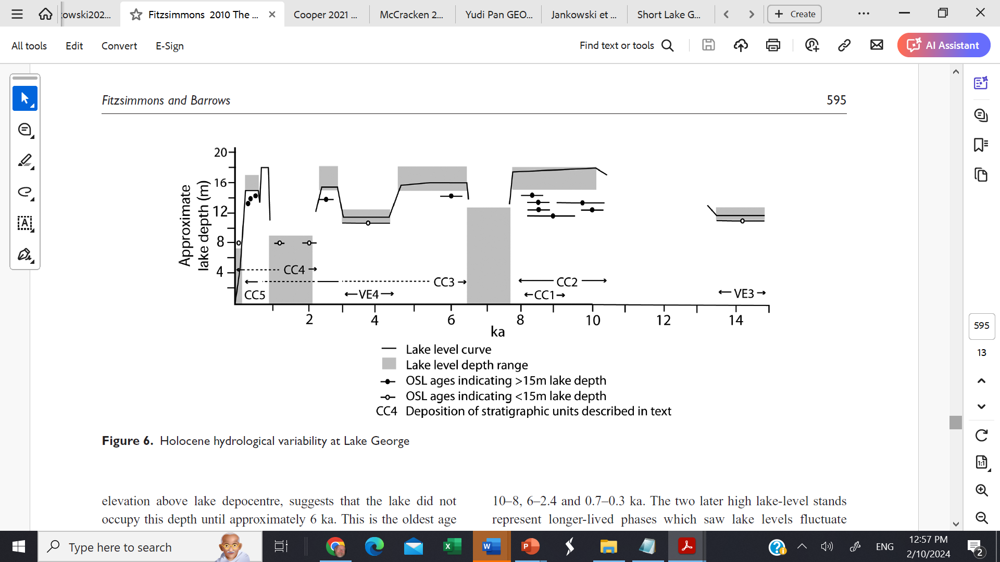 kowski202...
Fitzsimmons 2010 The ...
Cooper 2021 ...
McCracken 2...
Yudi Pan GEO...
Jankowski et ...
Short Lake G...
Create
All tools
Edit
Convert
E-Sign
Find text or tools
AI Assistant
Fitzsimmons and Barrows
595
Approximate
lake depth (m)
20
16
12
8
4
CC4
CC3
CC2
CC5
VE4
CC1
VE3
2
4
6
8
10
12
14
ka
Lake level curve
Lake level depth range
OSL ages indicating >15m lake depth
OSL ages indicating <15m lake depth
CC4 Deposition of stratigraphic units described in text
Figure 6. Holocene hydrological variability at Lake George
elevation above lake depocentre, suggests that the lake did not
occupy this depth until approximately 6 ka. This is the oldest age
10–8, 6–2.4 and 0.7–0.3 ka. The two later high lake-level stands
represent longer-lived phases which saw lake levels fluctuate
595
13
1:1
Type here to search
ENG
12:57 PM
2/10/2024
2